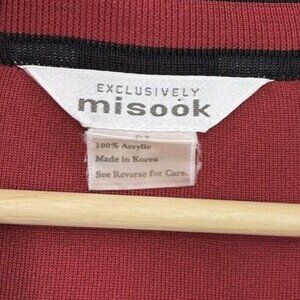 EXCLUSIVELY
misook
100% Acrylic
Made in Korea
See Reverse for Care.